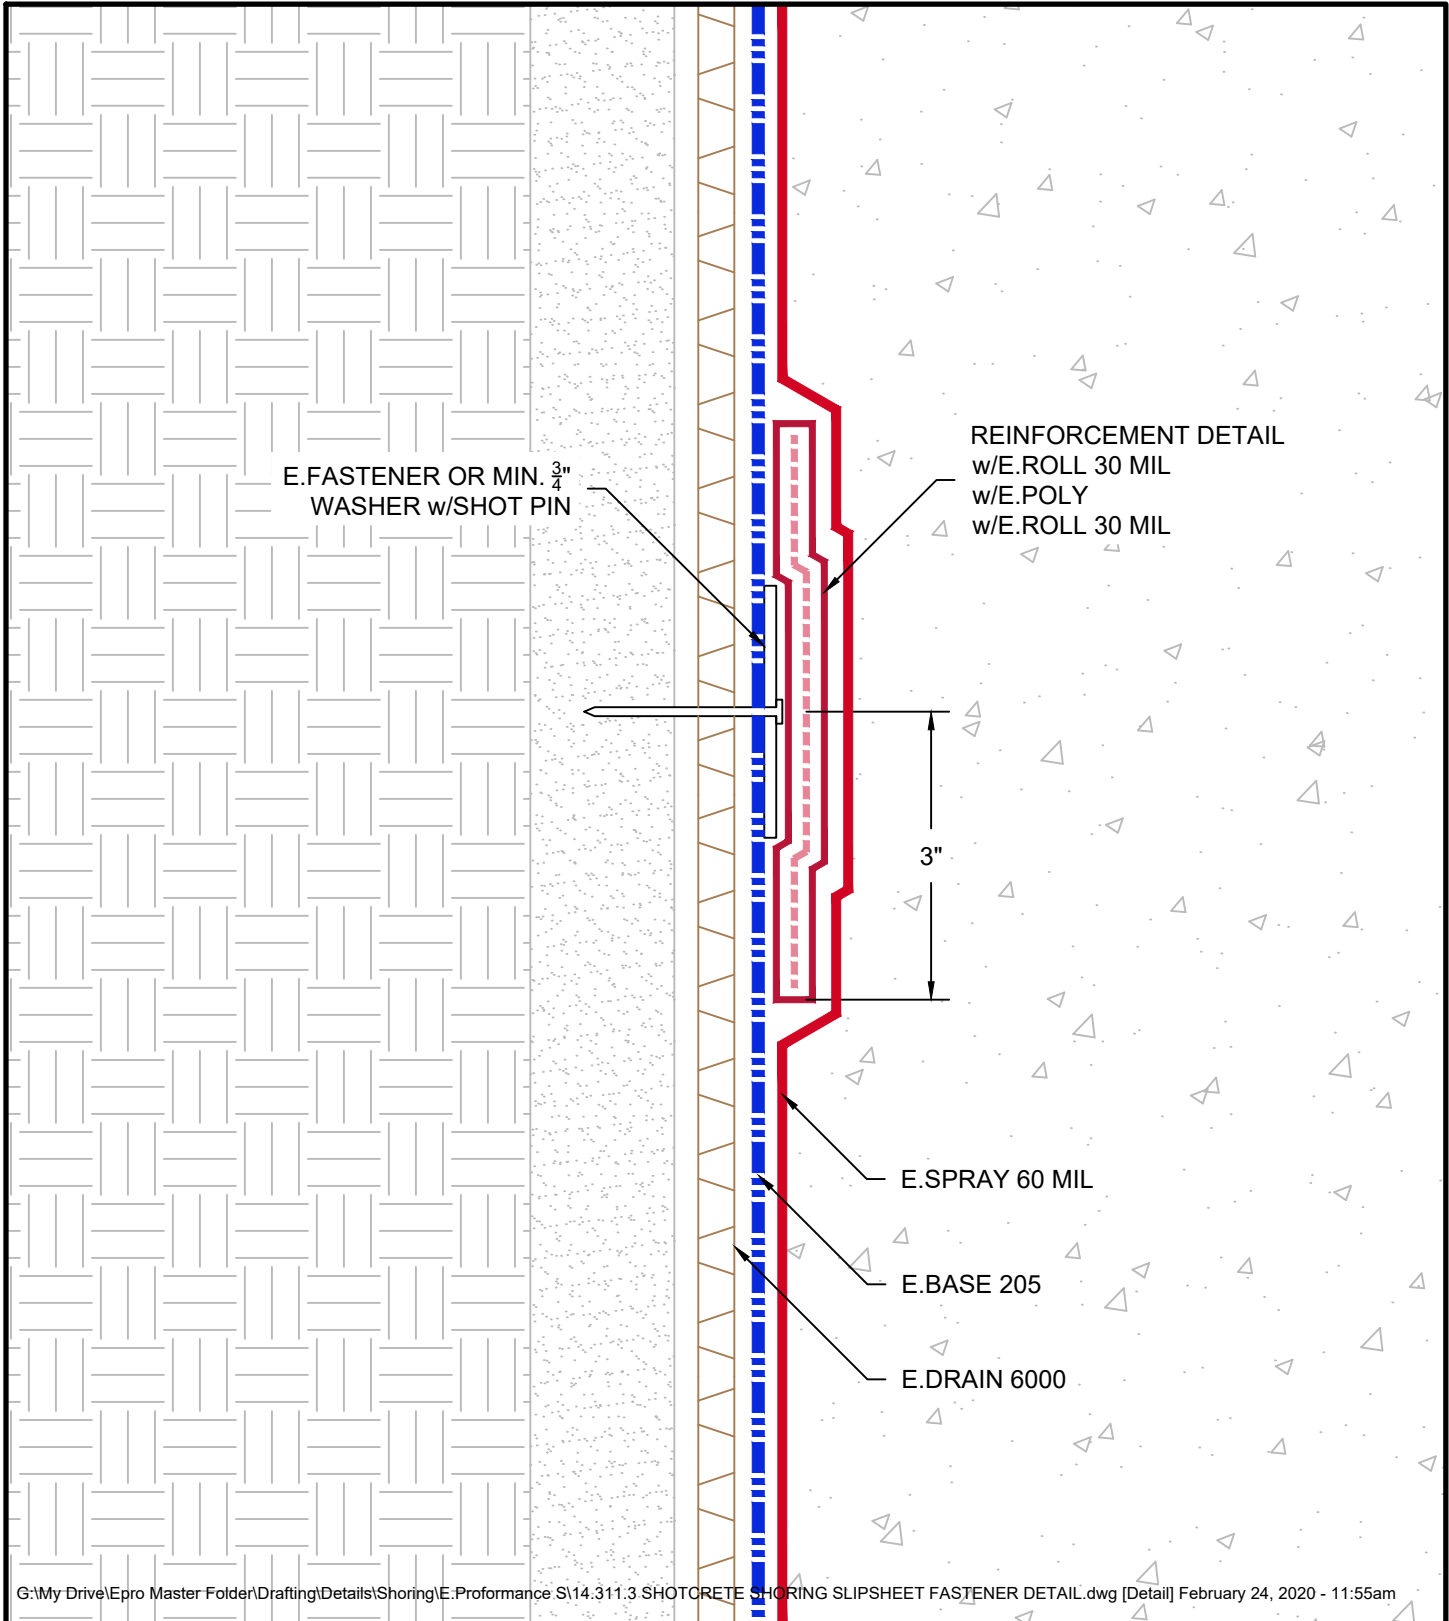 E.FASTENER OR MIN. 3/4"
WASHER w/SHOT PIN
REINFORCEMENT DETAIL
w/E.ROLL 30 MIL
w/E.POLY
w/E.ROLL 30 MIL
3"
E.SPRAY 60 MIL
E.BASE 205
E.DRAIN 6000
G:\My Drive\Epro Master Folder\Drafting\Details\Shoring\E.Proformance S\14.311.3 SHOTCRETE SHORING SLIPSHEET FASTENER DETAIL.dwg [Detail] February 24, 2020 - 11:55am